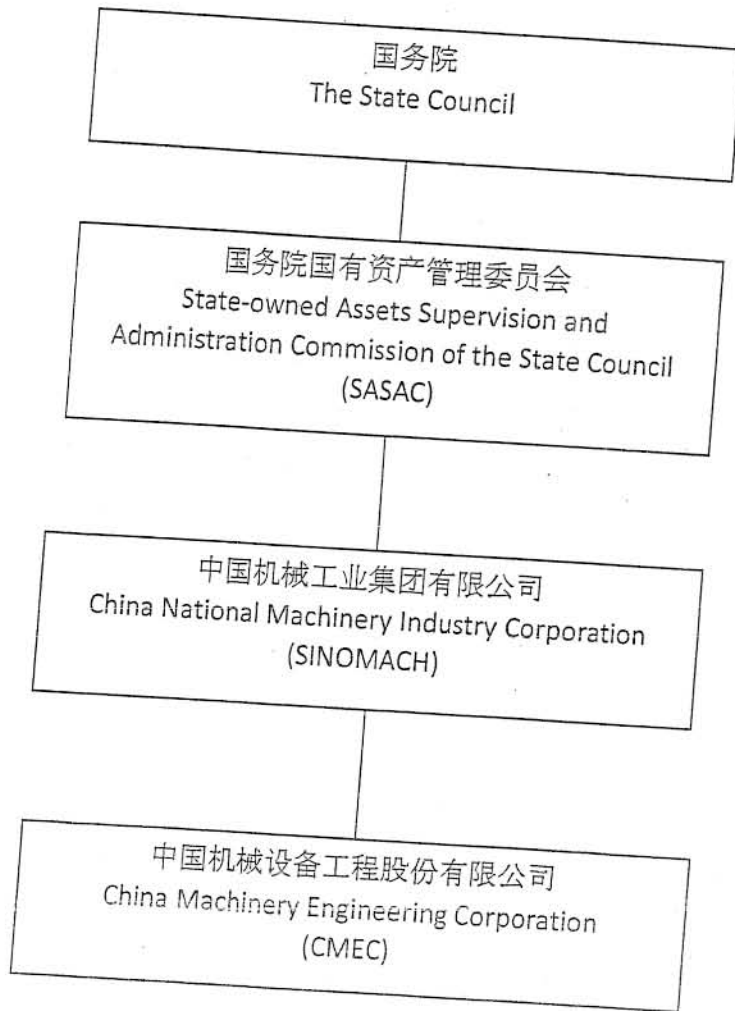 国务院
The State Council
国务院国有资产管理委员会
State-owned Assets Supervision and
Administration Commission of the State Council
(SASAC)
中国机械工业集团有限公司
China National Machinery Industry Corporation
(SINOMACH)
中国机械设备工程股份有限公司
China Machinery Engineering Corporation
(CMEC)